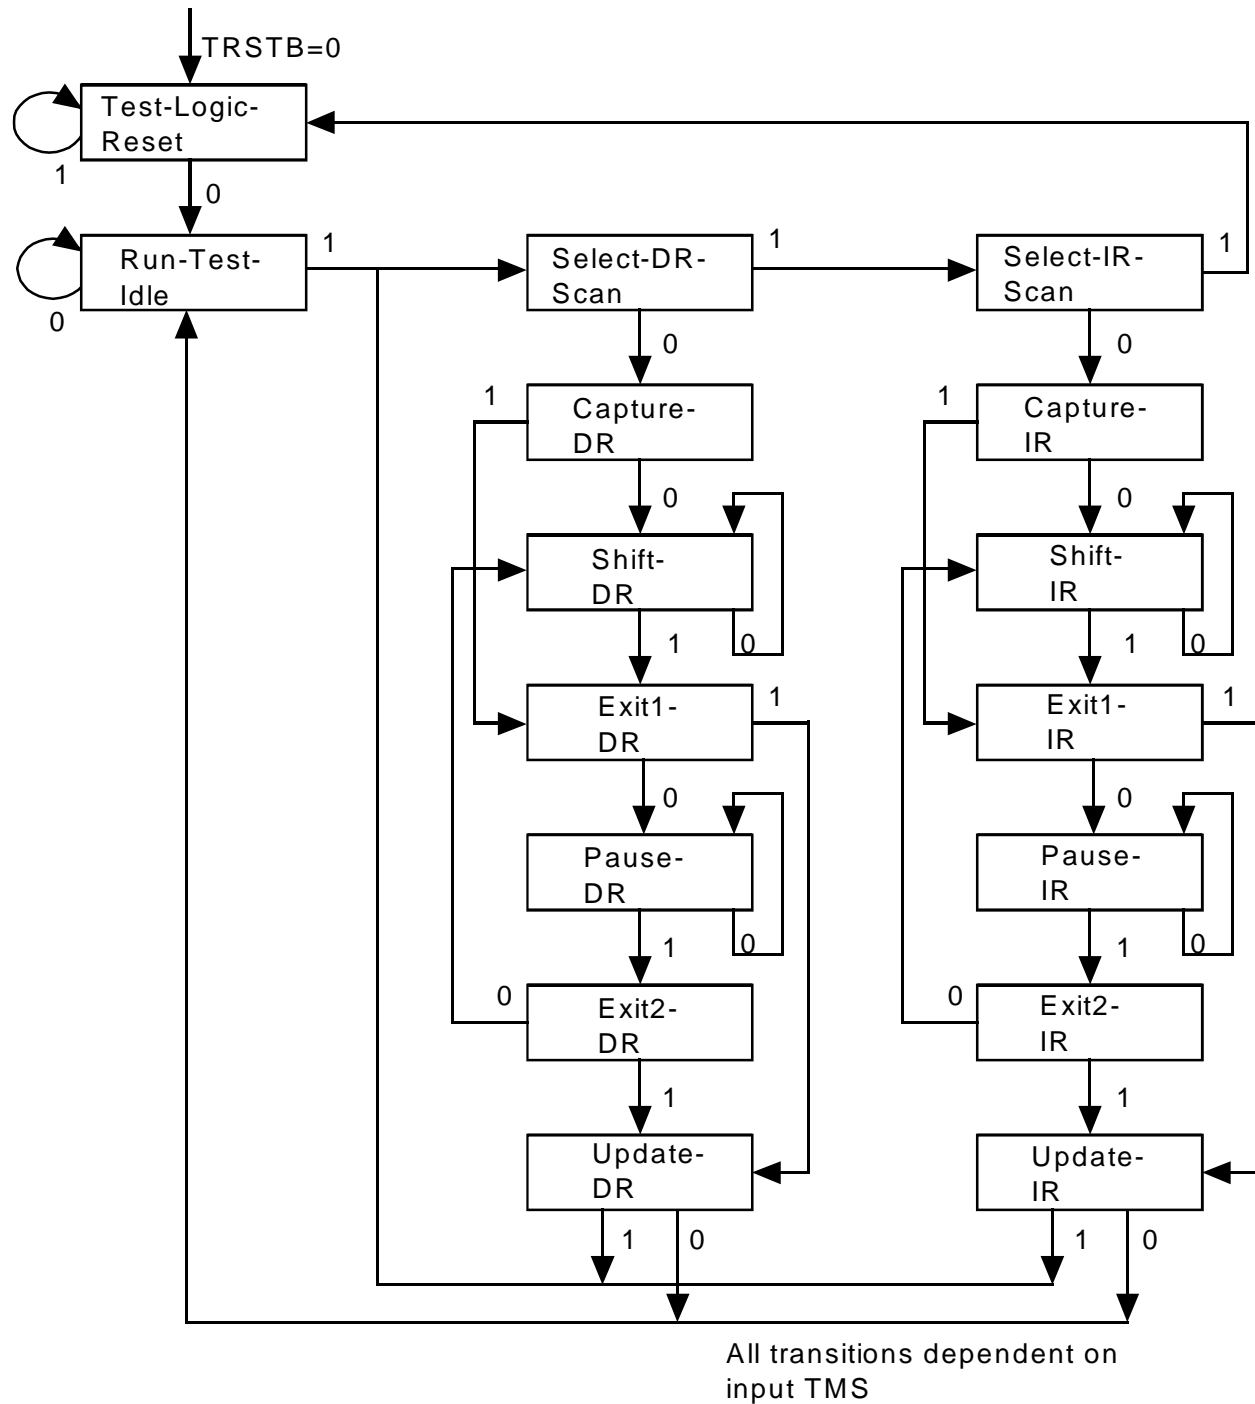 TRSTB=0
Test-Logic-
Reset
1
0
Run-Test-
Idle
0
1
Select-DR-
Scan
1
Select-IR-
Scan
1
0
0
1
Capture-
DR
1
Capture-
IR
0
0
Shift-
DR
Shift-
IR
1
0
1
0
Exit1-
DR
1
Exit1-
IR
1
0
0
Pause-
DR
Pause-
IR
1
0
1
0
0
Exit2-
DR
0
Exit2-
IR
1
1
Update-
DR
Update-
IR
1
0
1
0
All transitions dependent on
input TMS